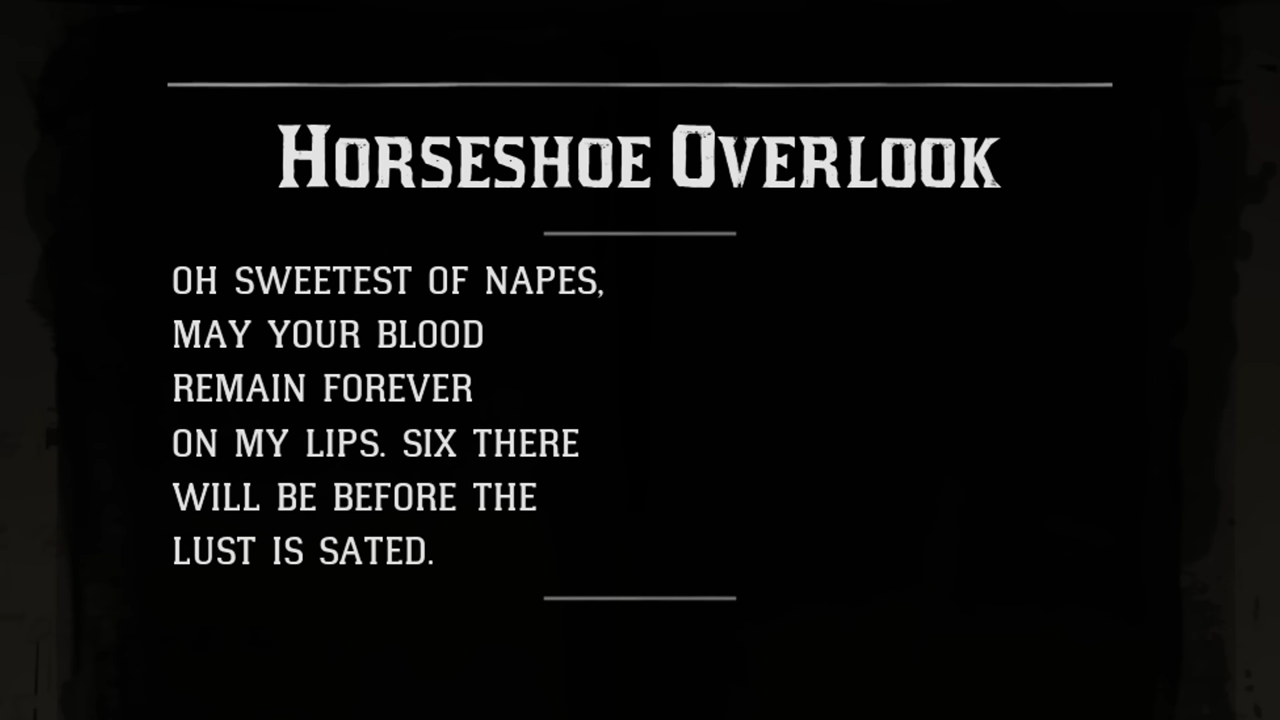 Horseshoe Overlook
OH SWEETEST OF NAPES,
MAY YOUR BLOOD
REMAIN FOREVER
ON MY LIPS. SIX THERE
WILL BE BEFORE THE
LUST IS SATED.